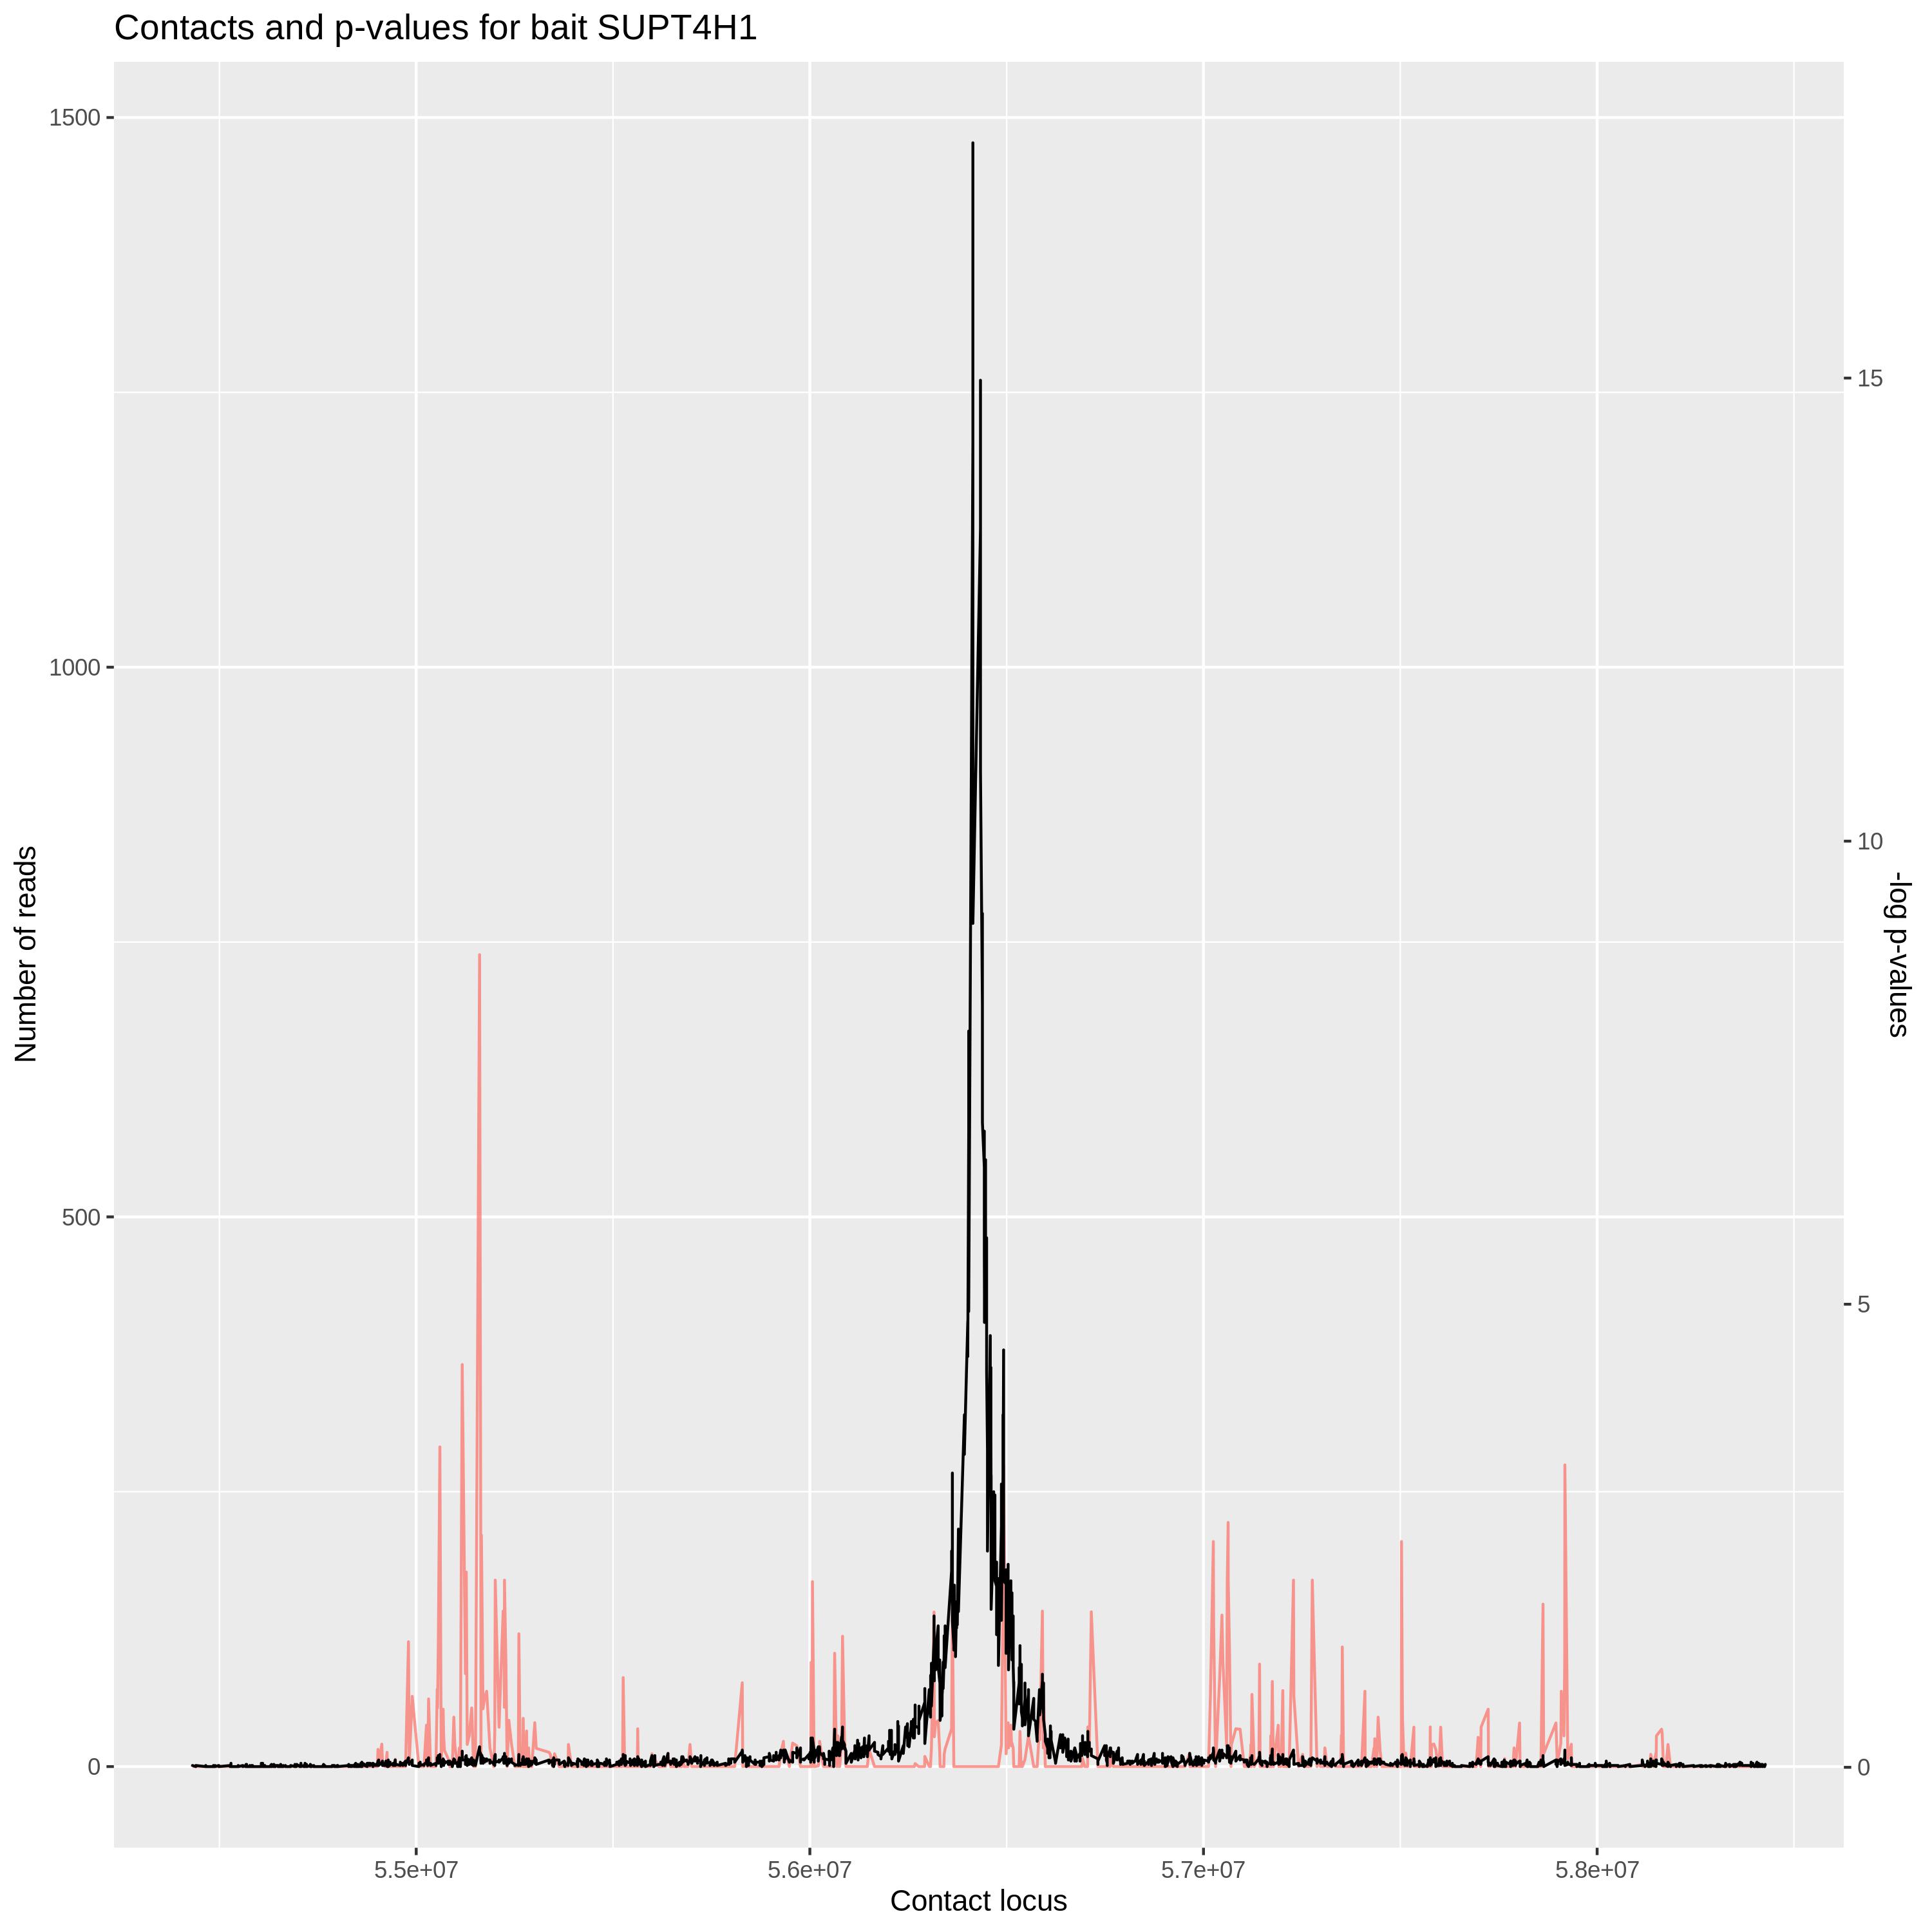 Contacts and p-values for bait SUPT4H1
1500
1000
500
0
Number of reads
15
10
5
0
-log p-values
5.5e+07
5.6e+07
5.7e+07
5.8e+07
Contact locus